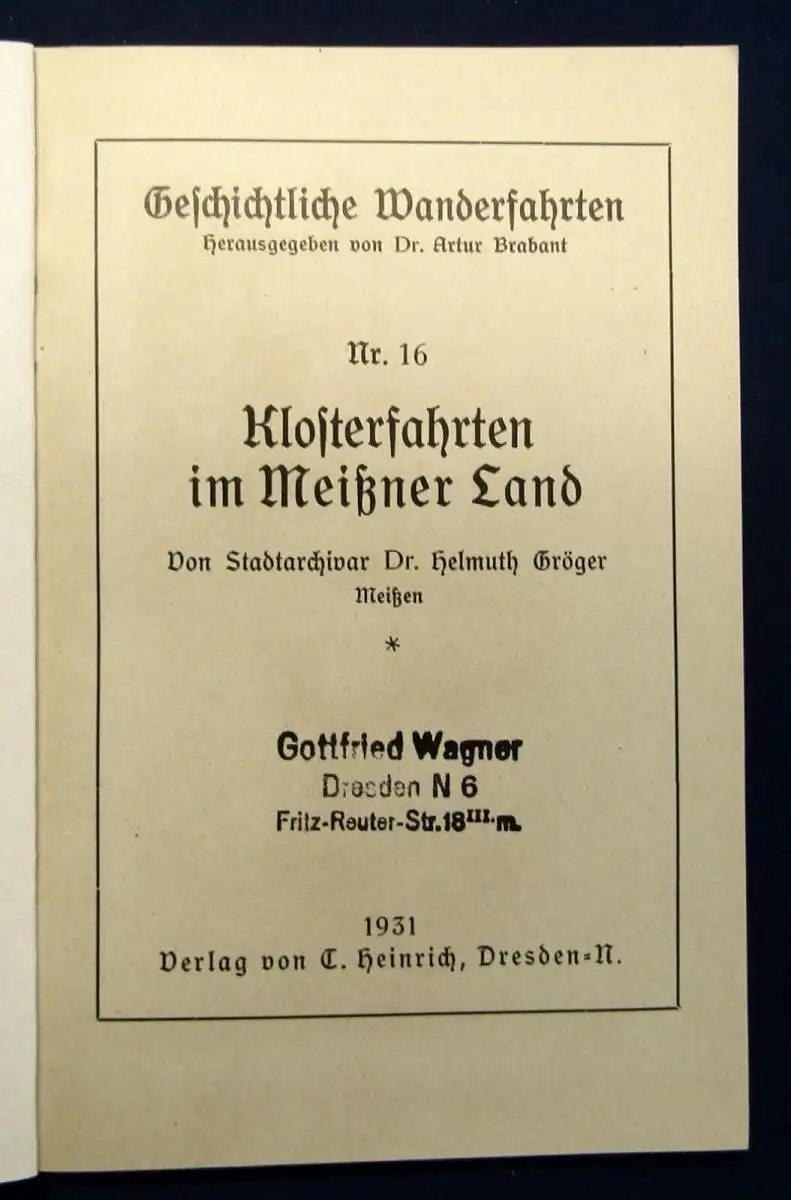 Geſchichtliche Wanderfahrten
Herausgegeben von Dr. Artur Brabant
Nr. 16
Kloſterfahrten
im Meißner Land
Von Stadtarchivar Dr. Helmuth Gröger
Meißen
*
Gottfried Wagner
Dresden N 6
Fritz-Reuter-Str. 18III. m.
1931
Verlag von C. Heinrich, Dresden-N.